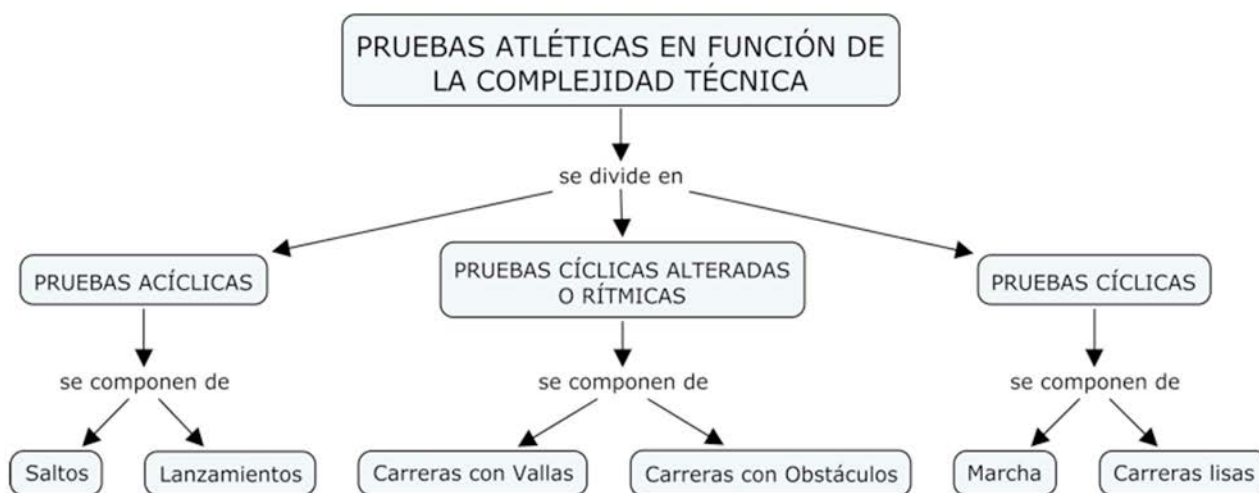 PRUEBAS ATLÉTICAS EN FUNCIÓN DE
LA COMPLEJIDAD TÉCNICA
se divide en
PRUEBAS ACÍCLICAS
PRUEBAS CÍCLICAS ALTERADAS
O RÍTMICAS
PRUEBAS CÍCLICAS
se componen de
se componen de
se componen de
Saltos
Lanzamientos
Carreras con Vallas
Carreras con Obstáculos
Marcha
Carreras lisas